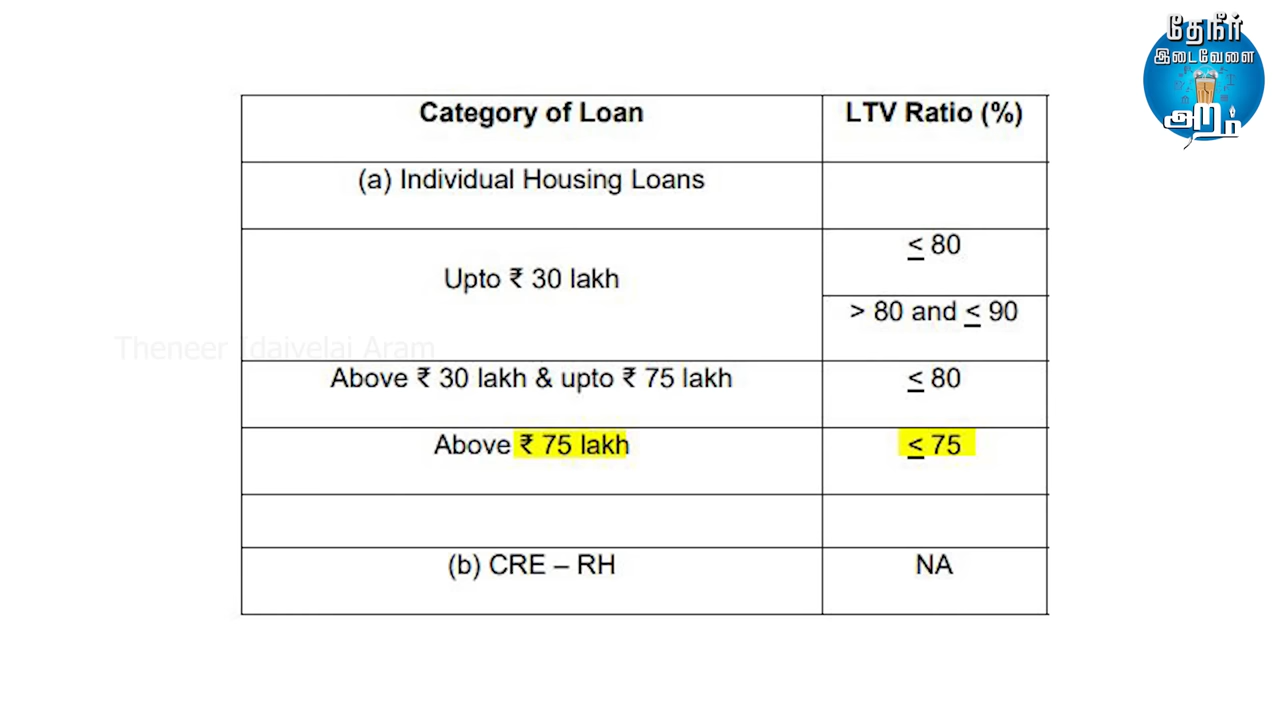 தேநீர்
இடைவேளை
அறம்
Category of Loan LTV Ratio (%)
(a) Individual Housing Loans
Upto ₹ 30 lakh ≤ 80
> 80 and ≤ 90
Theneer Idaivelai Aram
Above ₹ 30 lakh & upto ₹ 75 lakh ≤ 80
Above ₹ 75 lakh ≤ 75
(b) CRE – RH NA